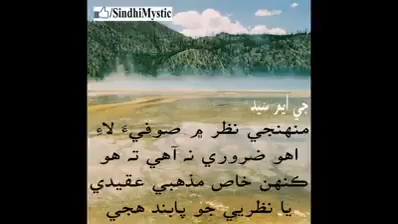 /SindhiMystic
جي ايم سيد
منهنجي نظر ۾ صوفيءَ لاءِ
اهو ضروري نہ آهي تہ هو
ڪنهن خاص مذهبي عقيدي
يا نظريي جو پابند هجي